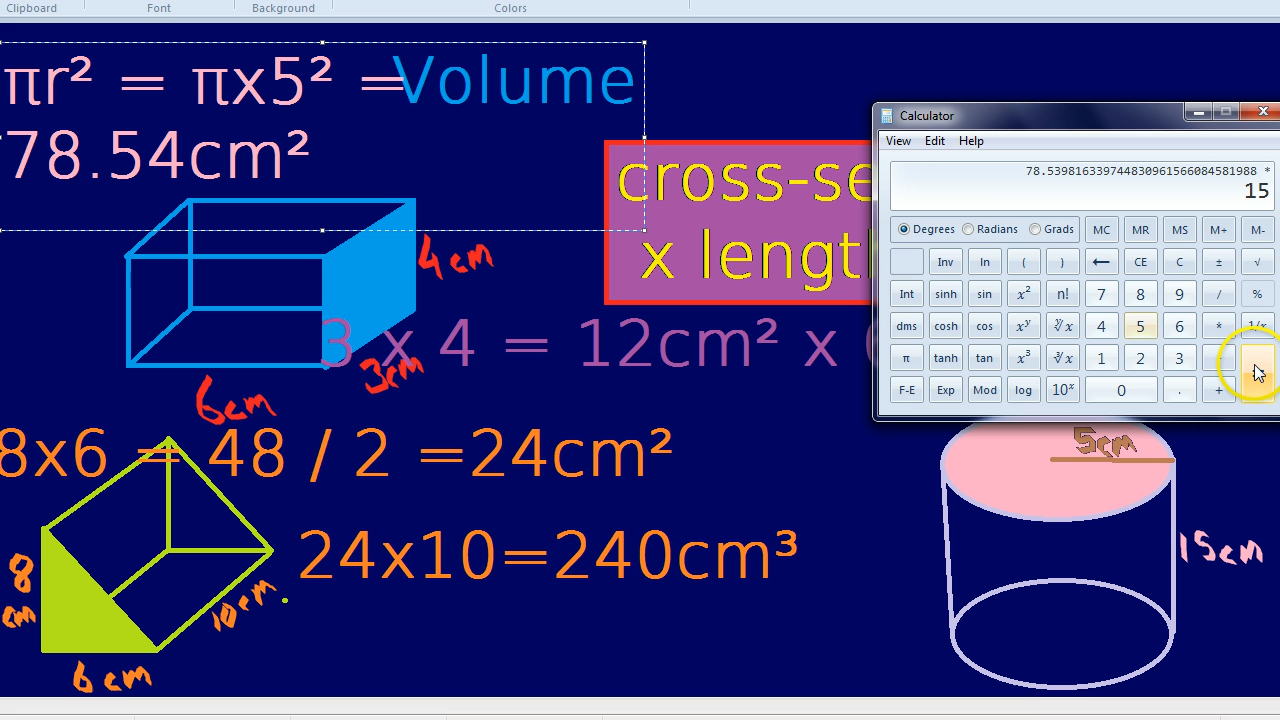 Clipboard Font Background Colors
πr² = πx5² =
78.54cm²
Volume
cross-se
x lengt
3 x 4 = 12cm² x
4cm
3cm
6cm
8x6 = 48 / 2 =24cm²
24x10=240cm³
8
cm
6cm
10cm
5cm
15cm
Calculator
View Edit Help
78.539816339744830961566084581988 *
15
Degrees Radians Grads MC MR MS M+ M-
Inv ln ( ) ← CE C ± √
Int sinh sin x² n! 7 8 9 / %
dms cosh cos xʸ ʸ√x 4 5 6 * 1/x
π tanh tan x³ ³√x 1 2 3
F-E Exp Mod log 10ˣ 0 . +